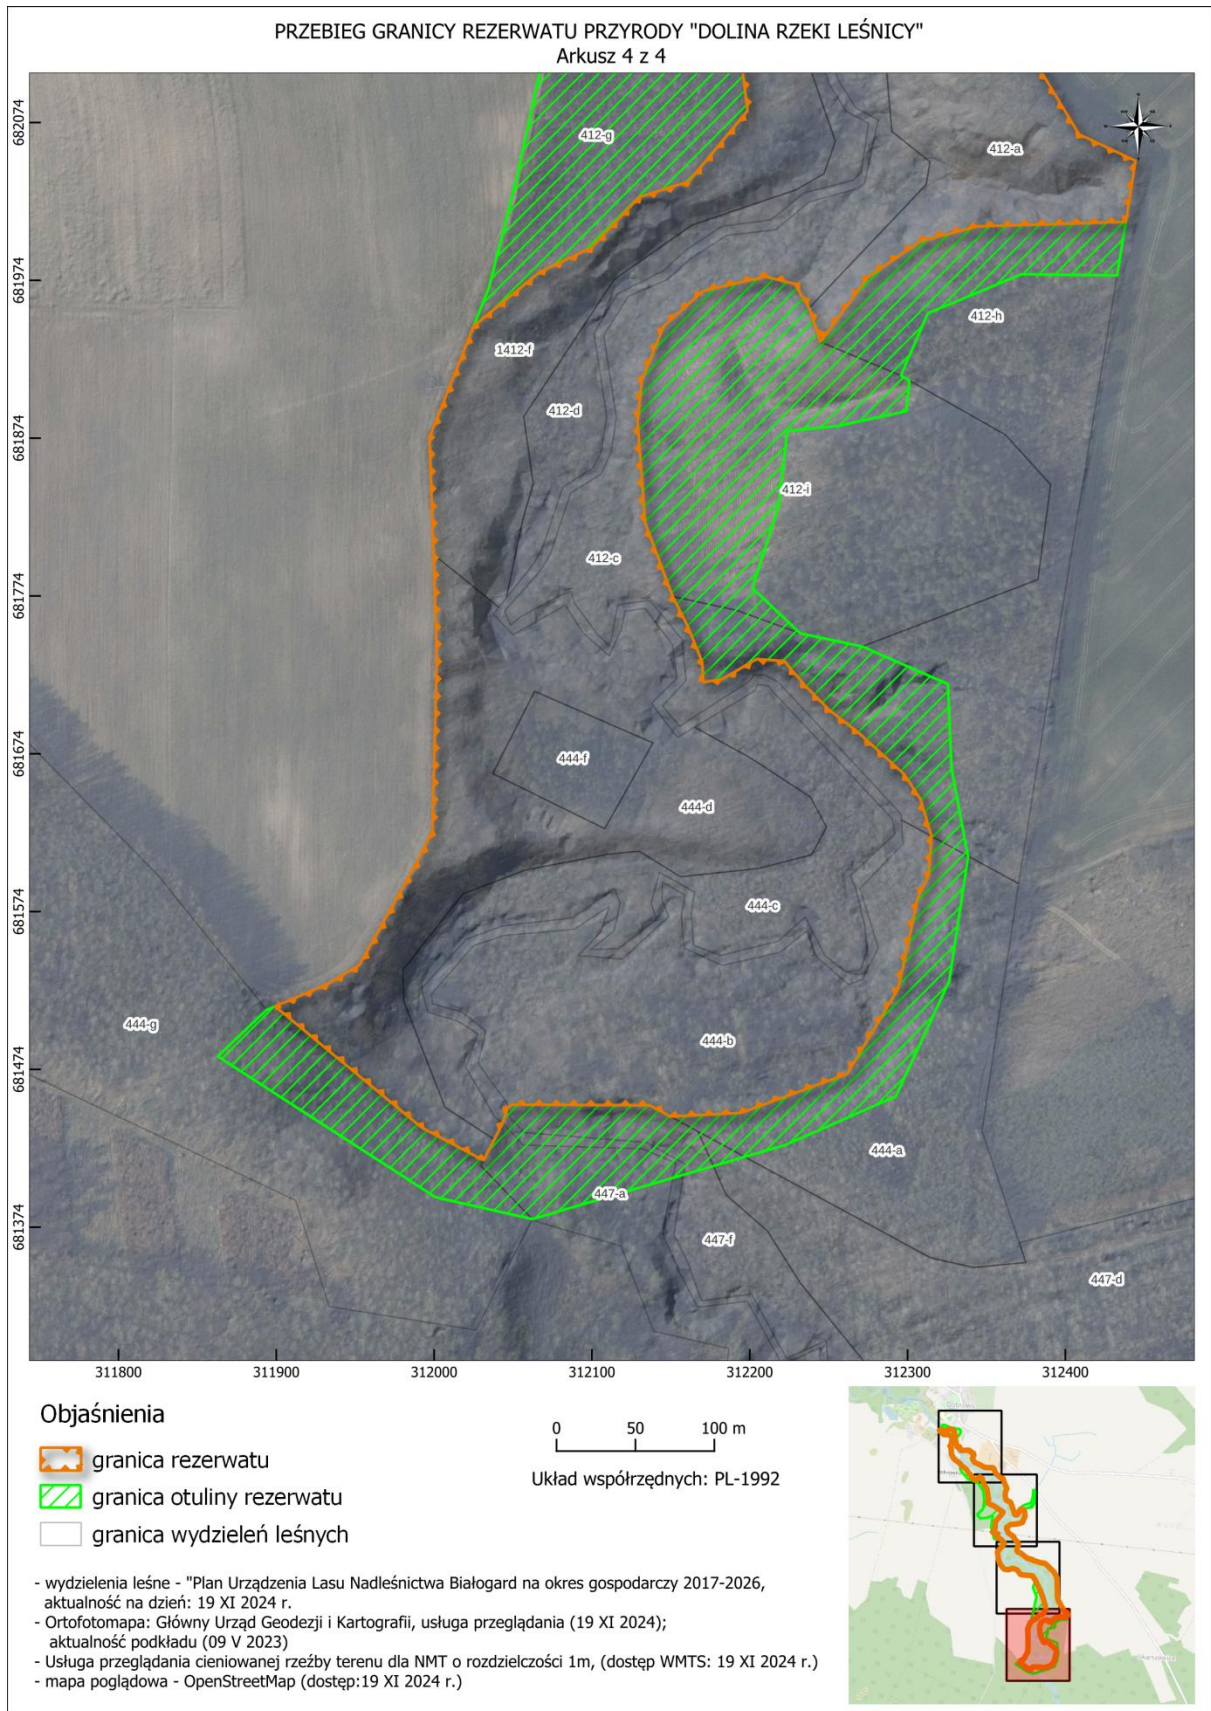 PRZEBIEG GRANICY REZERWATU PRZYRODY "DOLINA RZEKI LEŚNICY"
Arkusz 4 z 4
682074
681974
681874
681774
681674
681574
681474
681374
412-g
412-a
412-h
1412-f
412-d
412-i
412-c
444-f
444-d
444-c
444-g
444-b
444-a
447-a
447-f
447-d
311800
311900
312000
312100
312200
312300
312400
Objaśnienia
granica rezerwatu
granica otuliny rezerwatu
granica wydzieleń leśnych
0 50 100 m
Układ współrzędnych: PL-1992
- wydzielenia leśne - "Plan Urządzenia Lasu Nadleśnictwa Białogard na okres gospodarczy 2017-2026,
aktualność na dzień: 19 XI 2024 r.
- Ortofotomapa: Główny Urząd Geodezji i Kartografii, usługa przeglądania (19 XI 2024);
aktualność podkładu (09 V 2023)
- Usługa przeglądania cieniowanej rzeźby terenu dla NMT o rozdzielczości 1m, (dostęp WMTS: 19 XI 2024 r.)
- mapa poglądowa - OpenStreetMap (dostęp:19 XI 2024 r.)